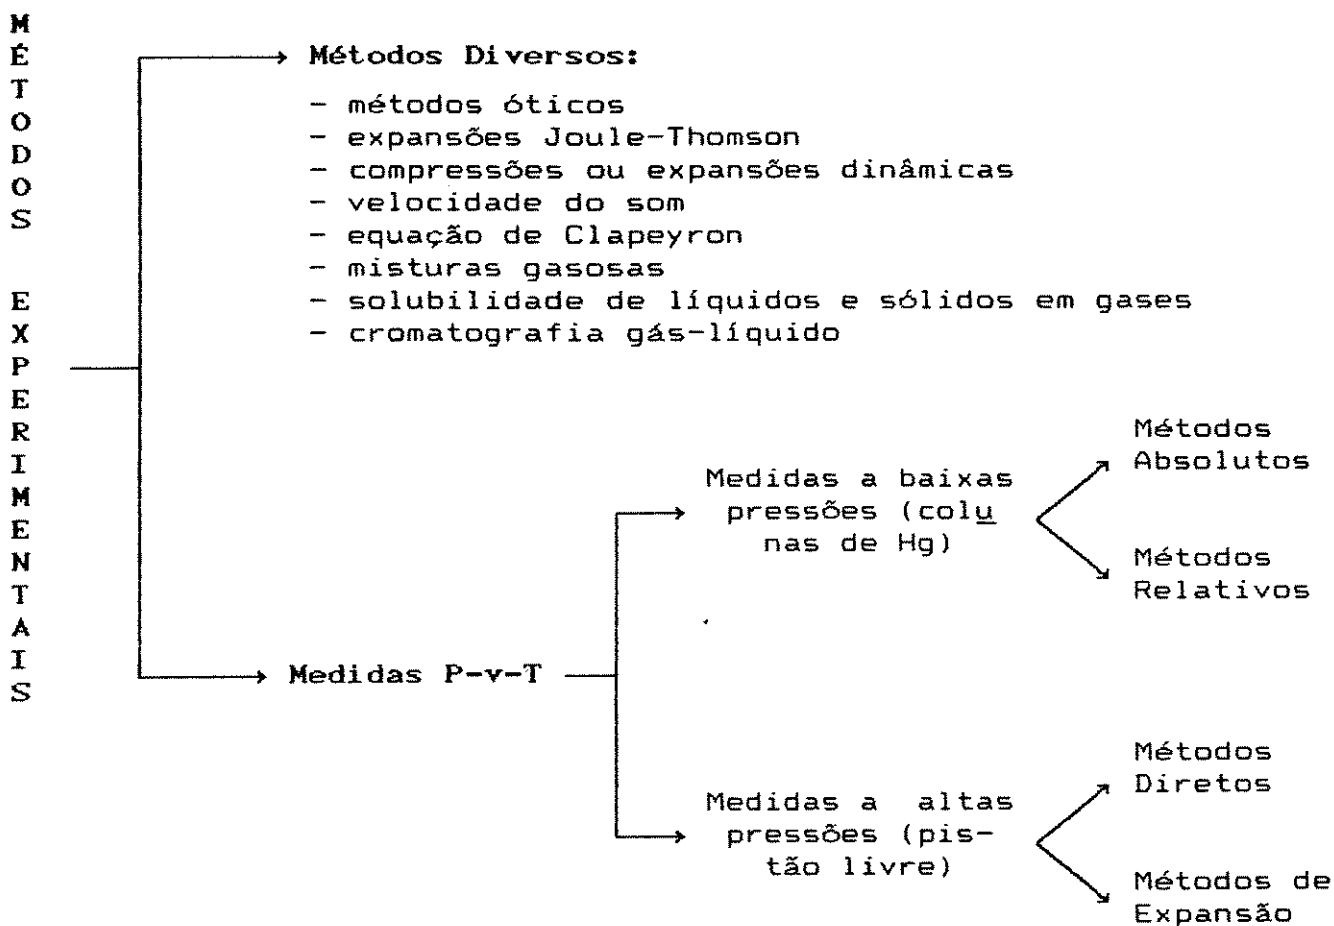 MÉTODOS EXPERIMENTAIS
Métodos Diversos:
- métodos óticos
- expansões Joule-Thomson
- compressões ou expansões dinâmicas
- velocidade do som
- equação de Clapeyron
- misturas gasosas
- solubilidade de líquidos e sólidos em gases
- cromatografia gás-líquido
Medidas P-v-T
Medidas a baixas
pressões (colu
nas de Hg)
Métodos
Absolutos
Métodos
Relativos
Medidas a altas
pressões (pis-
tão livre)
Métodos
Diretos
Métodos de
Expansão